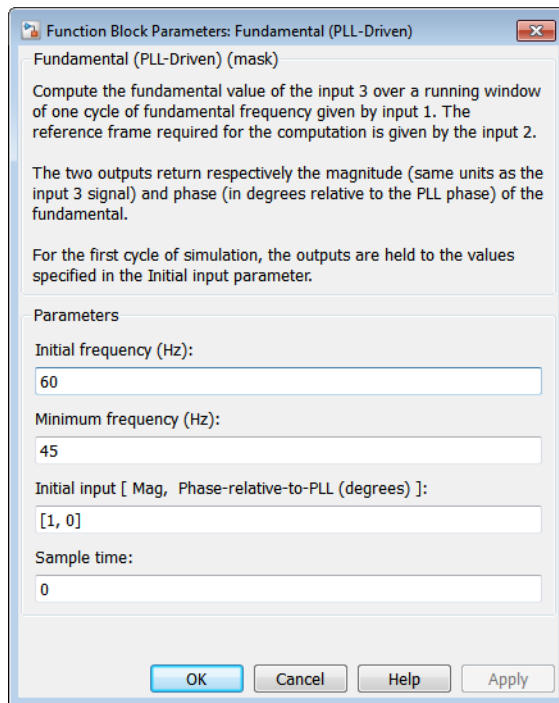 Function Block Parameters: Fundamental (PLL-Driven)
Fundamental (PLL-Driven) (mask)
Compute the fundamental value of the input 3 over a running window
of one cycle of fundamental frequency given by input 1. The
reference frame required for the computation is given by the input 2.
The two outputs return respectively the magnitude (same units as the
input 3 signal) and phase (in degrees relative to the PLL phase) of the
fundamental.
For the first cycle of simulation, the outputs are held to the values
specified in the Initial input parameter.
Parameters
Initial frequency (Hz):
60
Minimum frequency (Hz):
45
Initial input [ Mag,  Phase-relative-to-PLL (degrees) ]:
[1, 0]
Sample time:
0
OK Cancel Help Apply